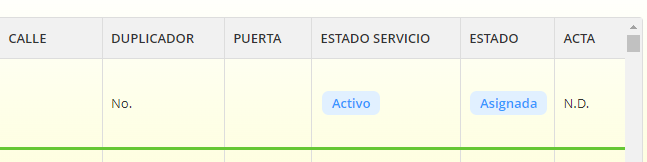 CALLE DUPLICADOR PUERTA ESTADO SERVICIO ESTADO ACTA
No. Activo Asignada N.D.